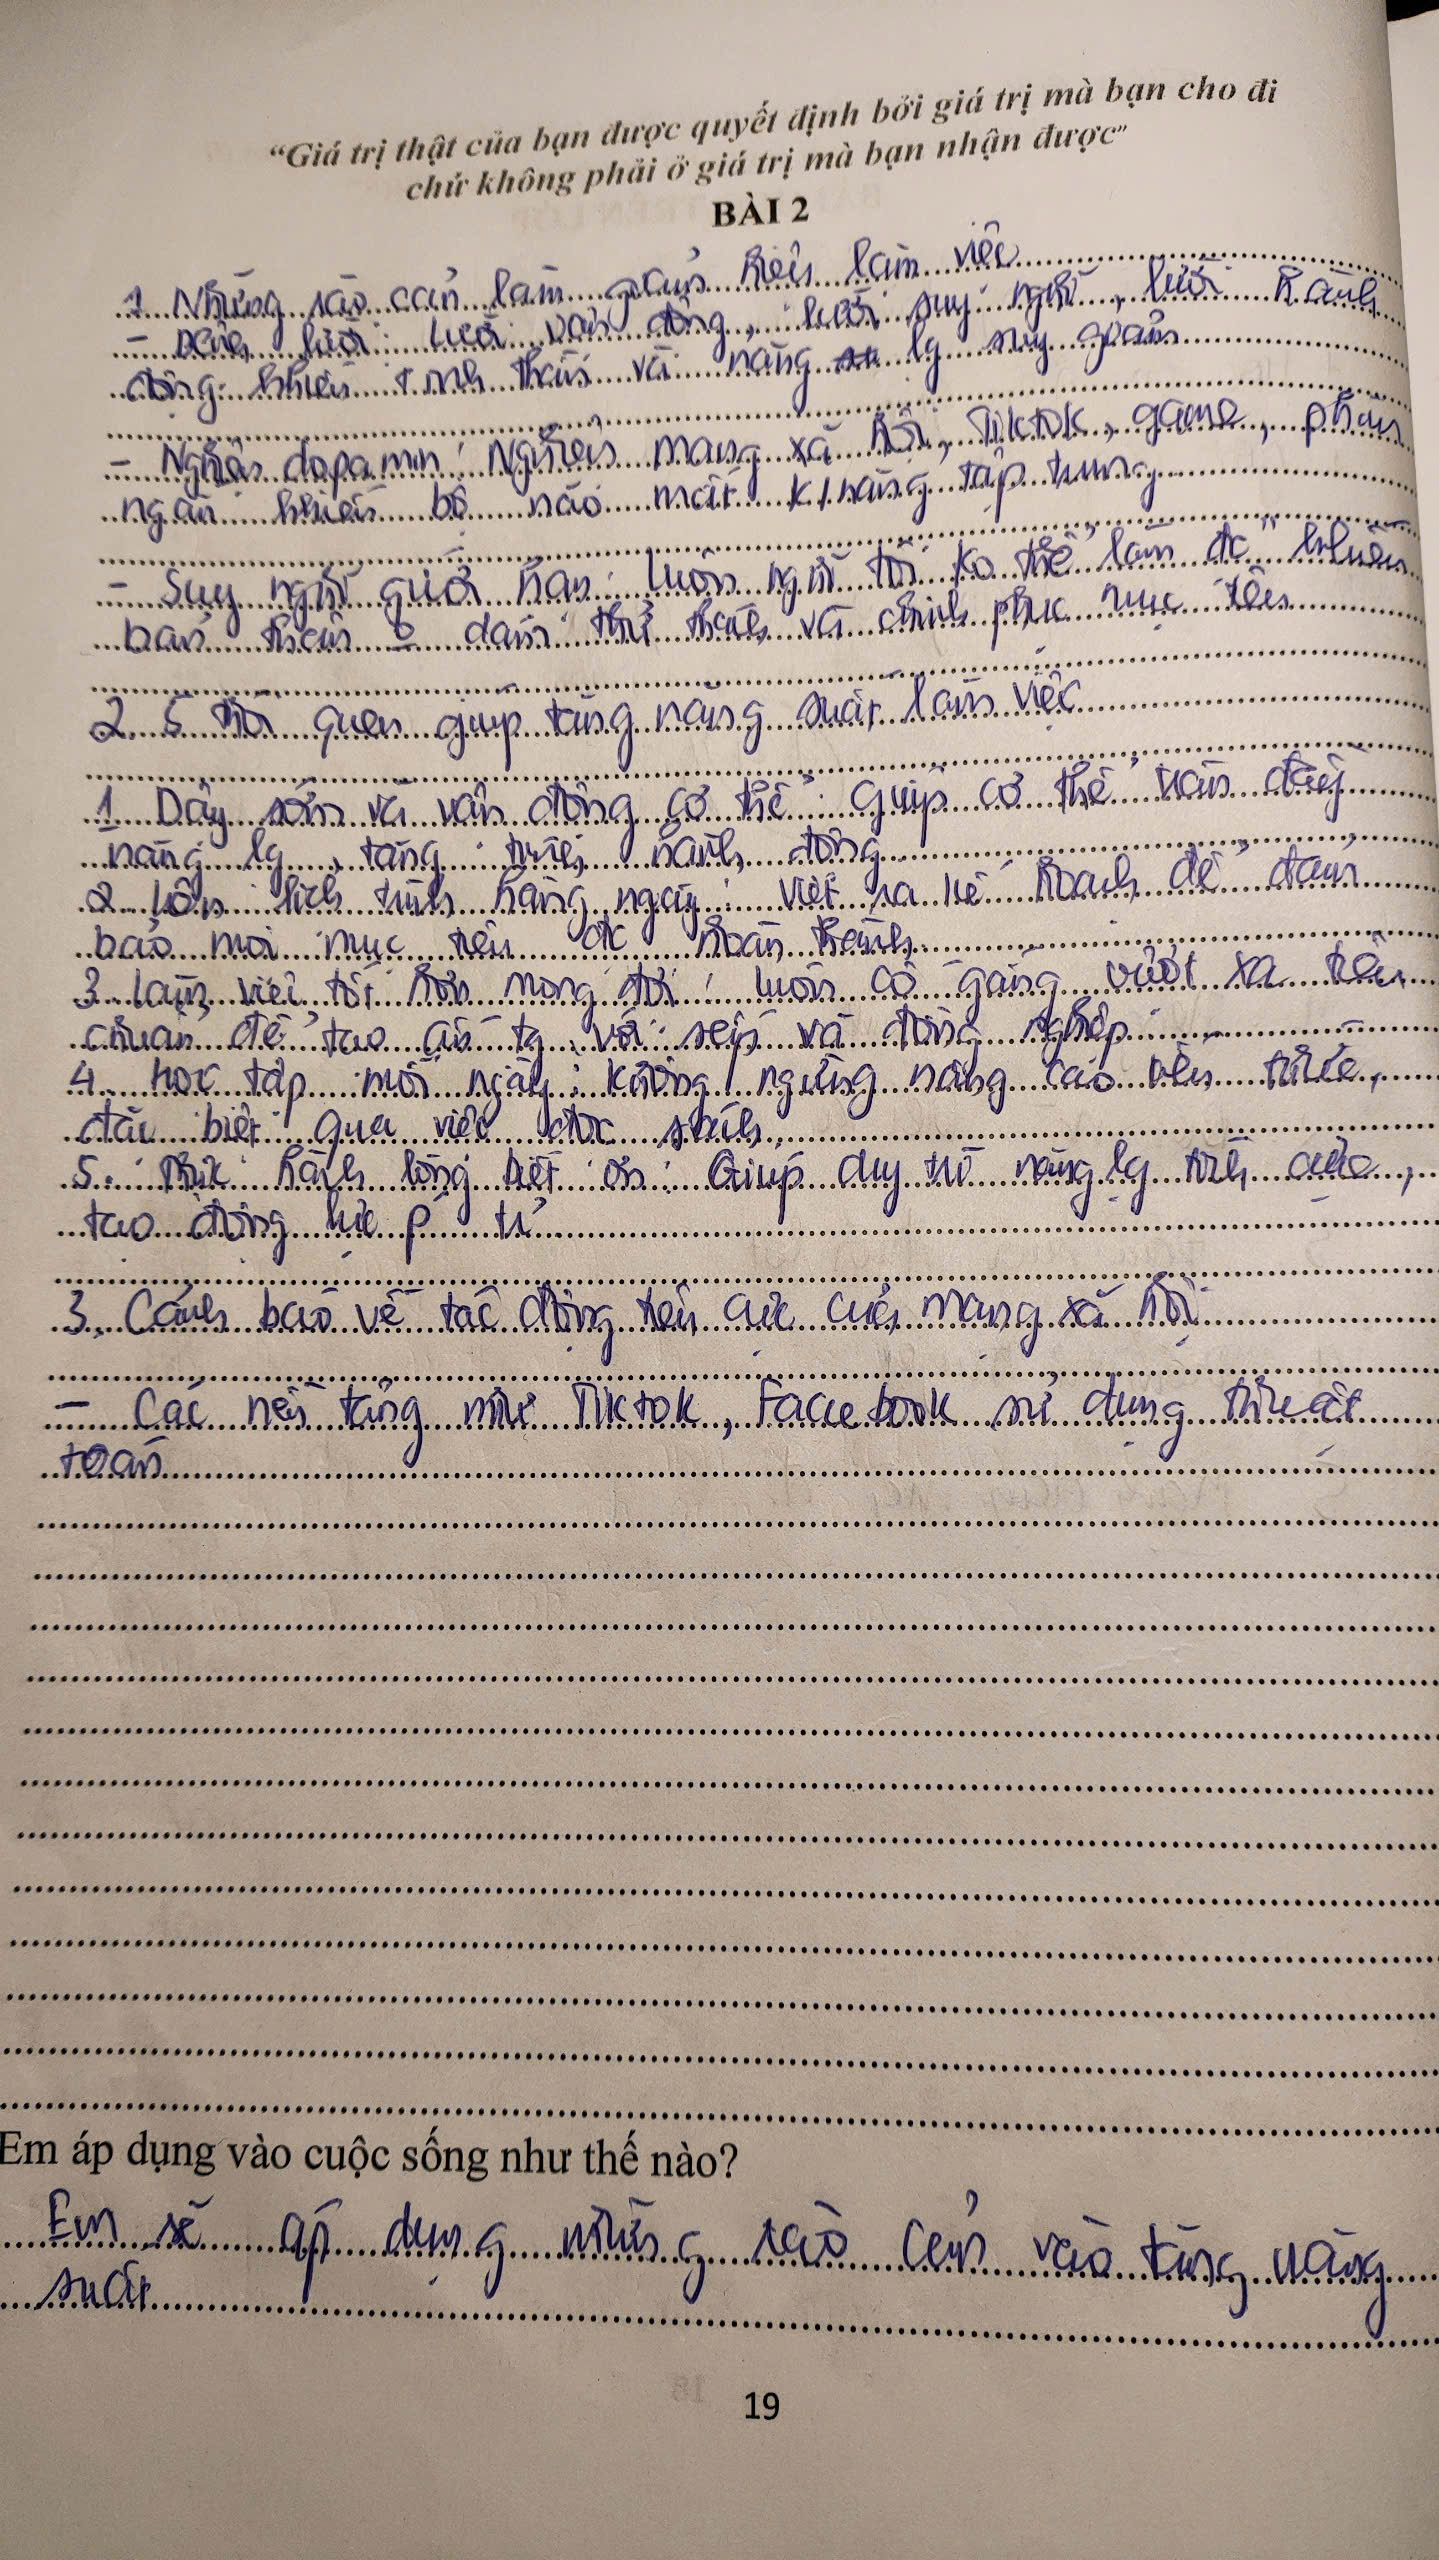 “Giá trị thật của bạn được quyết định bởi giá trị mà bạn cho đi
chứ không phải ở giá trị mà bạn nhận được”
BÀI 2
1. Những rào cản làm giảm hiệu làm việc
- lười: lười vận động, lười suy nghĩ, lười hành
động: khiến tinh thần và năng lg suy giảm
- Nghiện dopamin: Nghiện mạng xã hội, Tiktok, game, phim
ngắn khiến bộ não mất k/năng tập trung
- Suy nghĩ giới hạn: luôn nghĩ "tôi ko thể làm đc" khiến
bản thân o dám thử thách và chinh phục mục tiêu
2. 5 thói quen giúp tăng năng suất làm việc
1. Dậy sớm và vận động cơ thể: Giúp cơ thể tràn đầy
năng lg, tăng hành động
2. Lên lịch trình hàng ngày: viết ra kế hoạch để đảm
bảo mọi mục tiêu đc hoàn thành
3. Làm việc tốt hơn mong đợi: luôn cố gắng vượt xa tiêu
chuẩn để tạo ấn tg với sếp và đồng nghiệp
4. học tập mỗi ngày: không ngừng nâng cao kiến thức,
đặc biệt qua việc đọc sách
5. Thực hành lòng biết ơn: Giúp duy trì năng lg tích cực,
tạo động lực p tr
3. Cảnh báo về tác động tiêu cực của mạng xã hội
- Các nền tảng như Tiktok, Facebook sử dụng thuật
toán
Em áp dụng vào cuộc sống như thế nào?
Em sẽ áp dụng những rào cản vào tăng năng
suất
19